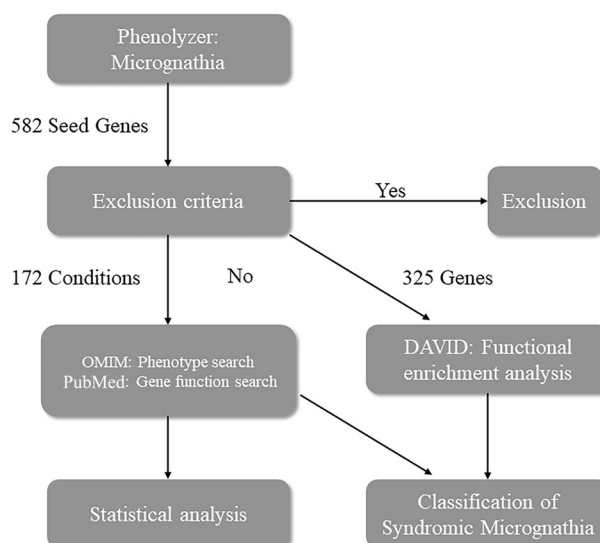 Phenolyzer:
Micrognathia
582 Seed Genes
Exclusion criteria
Yes
Exclusion
172 Conditions
No
325 Genes
OMIM: Phenotype search
PubMed: Gene function search
DAVID: Functional
enrichment analysis
Statistical analysis
Classification of
Syndromic Micrognathia